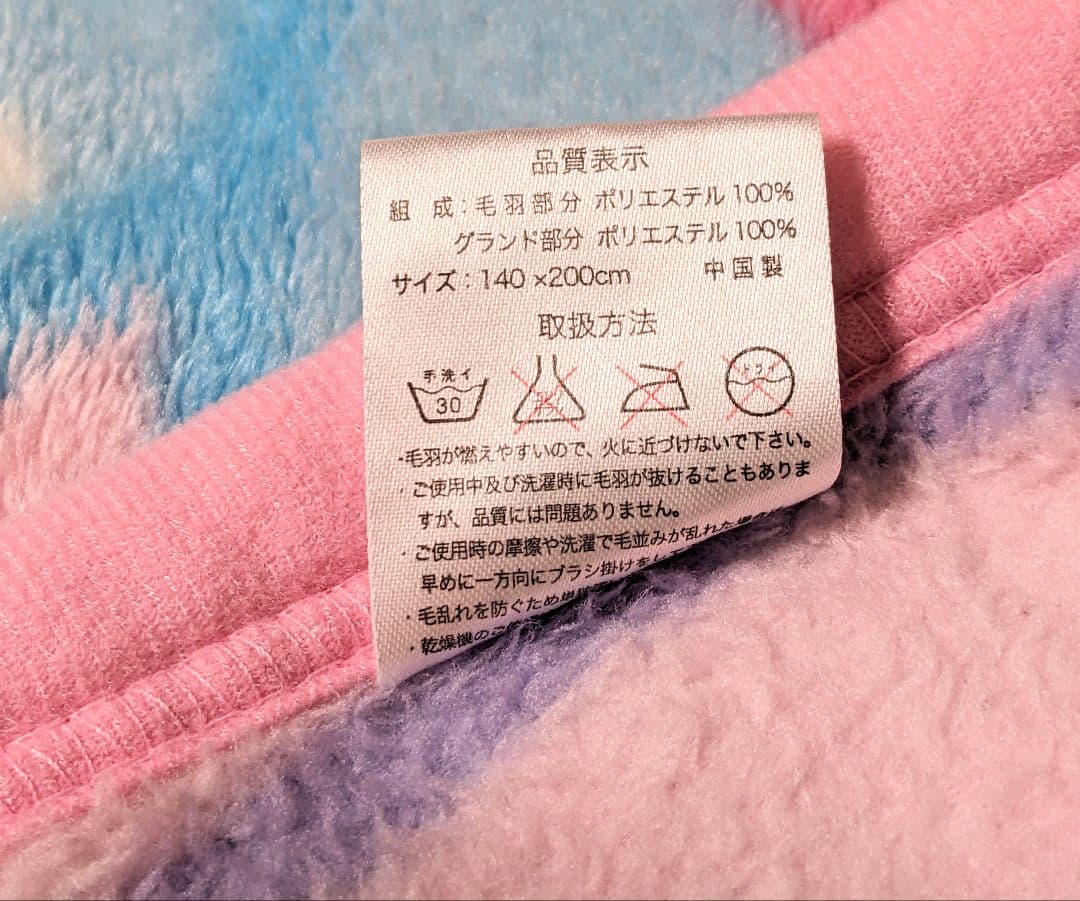 品質表示
組 成:毛羽部分 ポリエステル 100%
グランド部分 ポリエステル 100%
サイズ:140×200cm 中国製
取扱方法
手洗イ
30
・毛羽が燃えやすいので、火に近づけないで下さい。
・ご使用中及び洗濯時に毛羽が抜けることもありま
すが、品質には問題ありません。
・ご使用時の摩擦や洗濯で毛並みが乱れた場合
早めに一方向にブラシ掛けをし
・毛乱れを防ぐため
・乾燥機のご